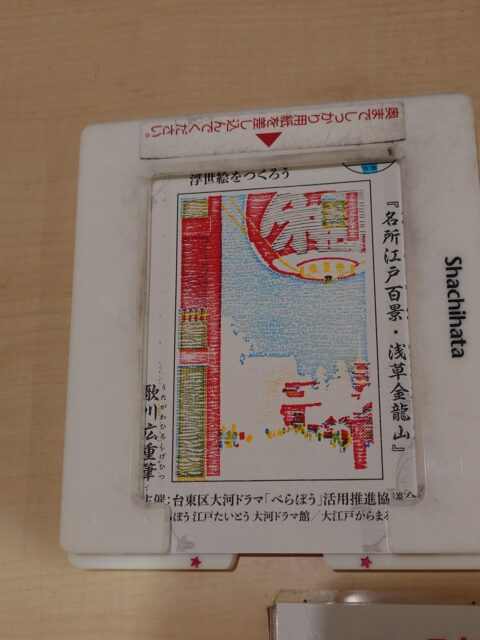 奥までしっかり用紙を差し込んでください。
浮世絵をつくろう
『名所江戸百景・浅草金龍山』
Shachihata
うたがわひろしげひつ
歌川広重筆
主催:台東区大河ドラマ「べらぼう」活用推進協議会
らぼう 江戸たいとう 大河ドラマ館/大江戸からまる